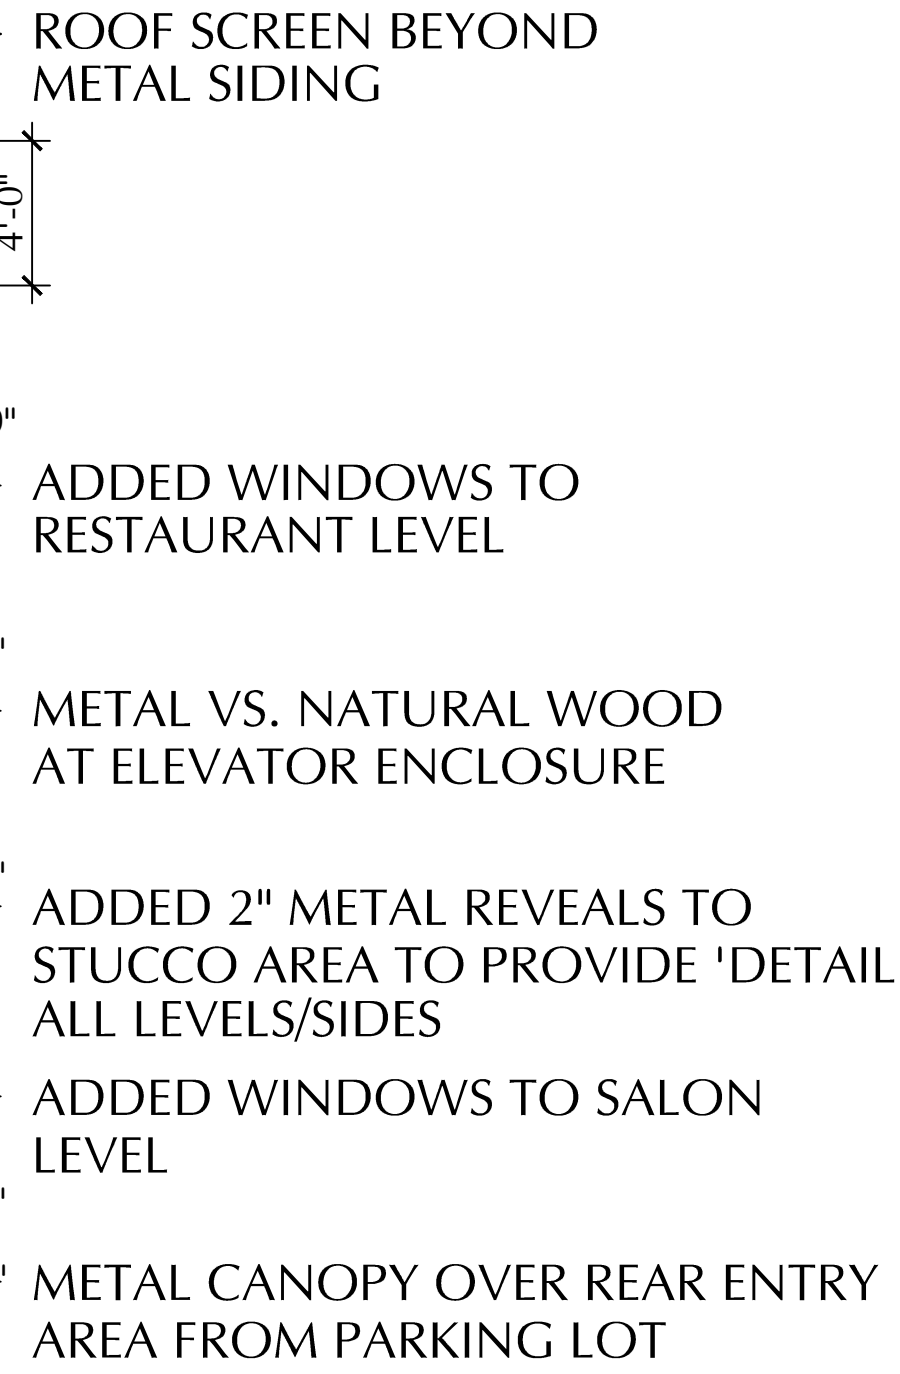 ROOF SCREEN BEYOND
METAL SIDING
4'-0"
ADDED WINDOWS TO
RESTAURANT LEVEL
METAL VS. NATURAL WOOD
AT ELEVATOR ENCLOSURE
ADDED 2" METAL REVEALS TO
STUCCO AREA TO PROVIDE 'DETAIL
ALL LEVELS/SIDES
ADDED WINDOWS TO SALON
LEVEL
METAL CANOPY OVER REAR ENTRY
AREA FROM PARKING LOT